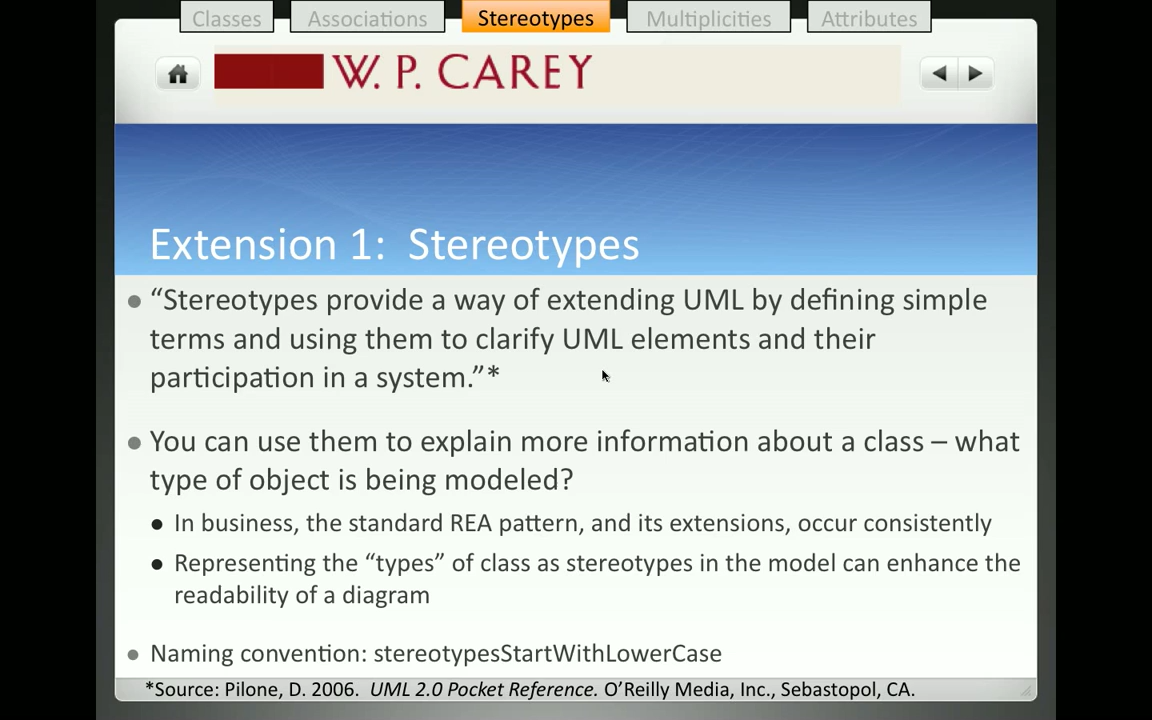 Classes Associations Stereotypes Multiplicities Attributes
W. P. CAREY
Extension 1: Stereotypes
“Stereotypes provide a way of extending UML by defining simple
terms and using them to clarify UML elements and their
participation in a system.”*
You can use them to explain more information about a class – what
type of object is being modeled?
In business, the standard REA pattern, and its extensions, occur consistently
Representing the “types” of class as stereotypes in the model can enhance the
readability of a diagram
Naming convention: stereotypesStartWithLowerCase
*Source: Pilone, D. 2006. UML 2.0 Pocket Reference. O’Reilly Media, Inc., Sebastopol, CA.